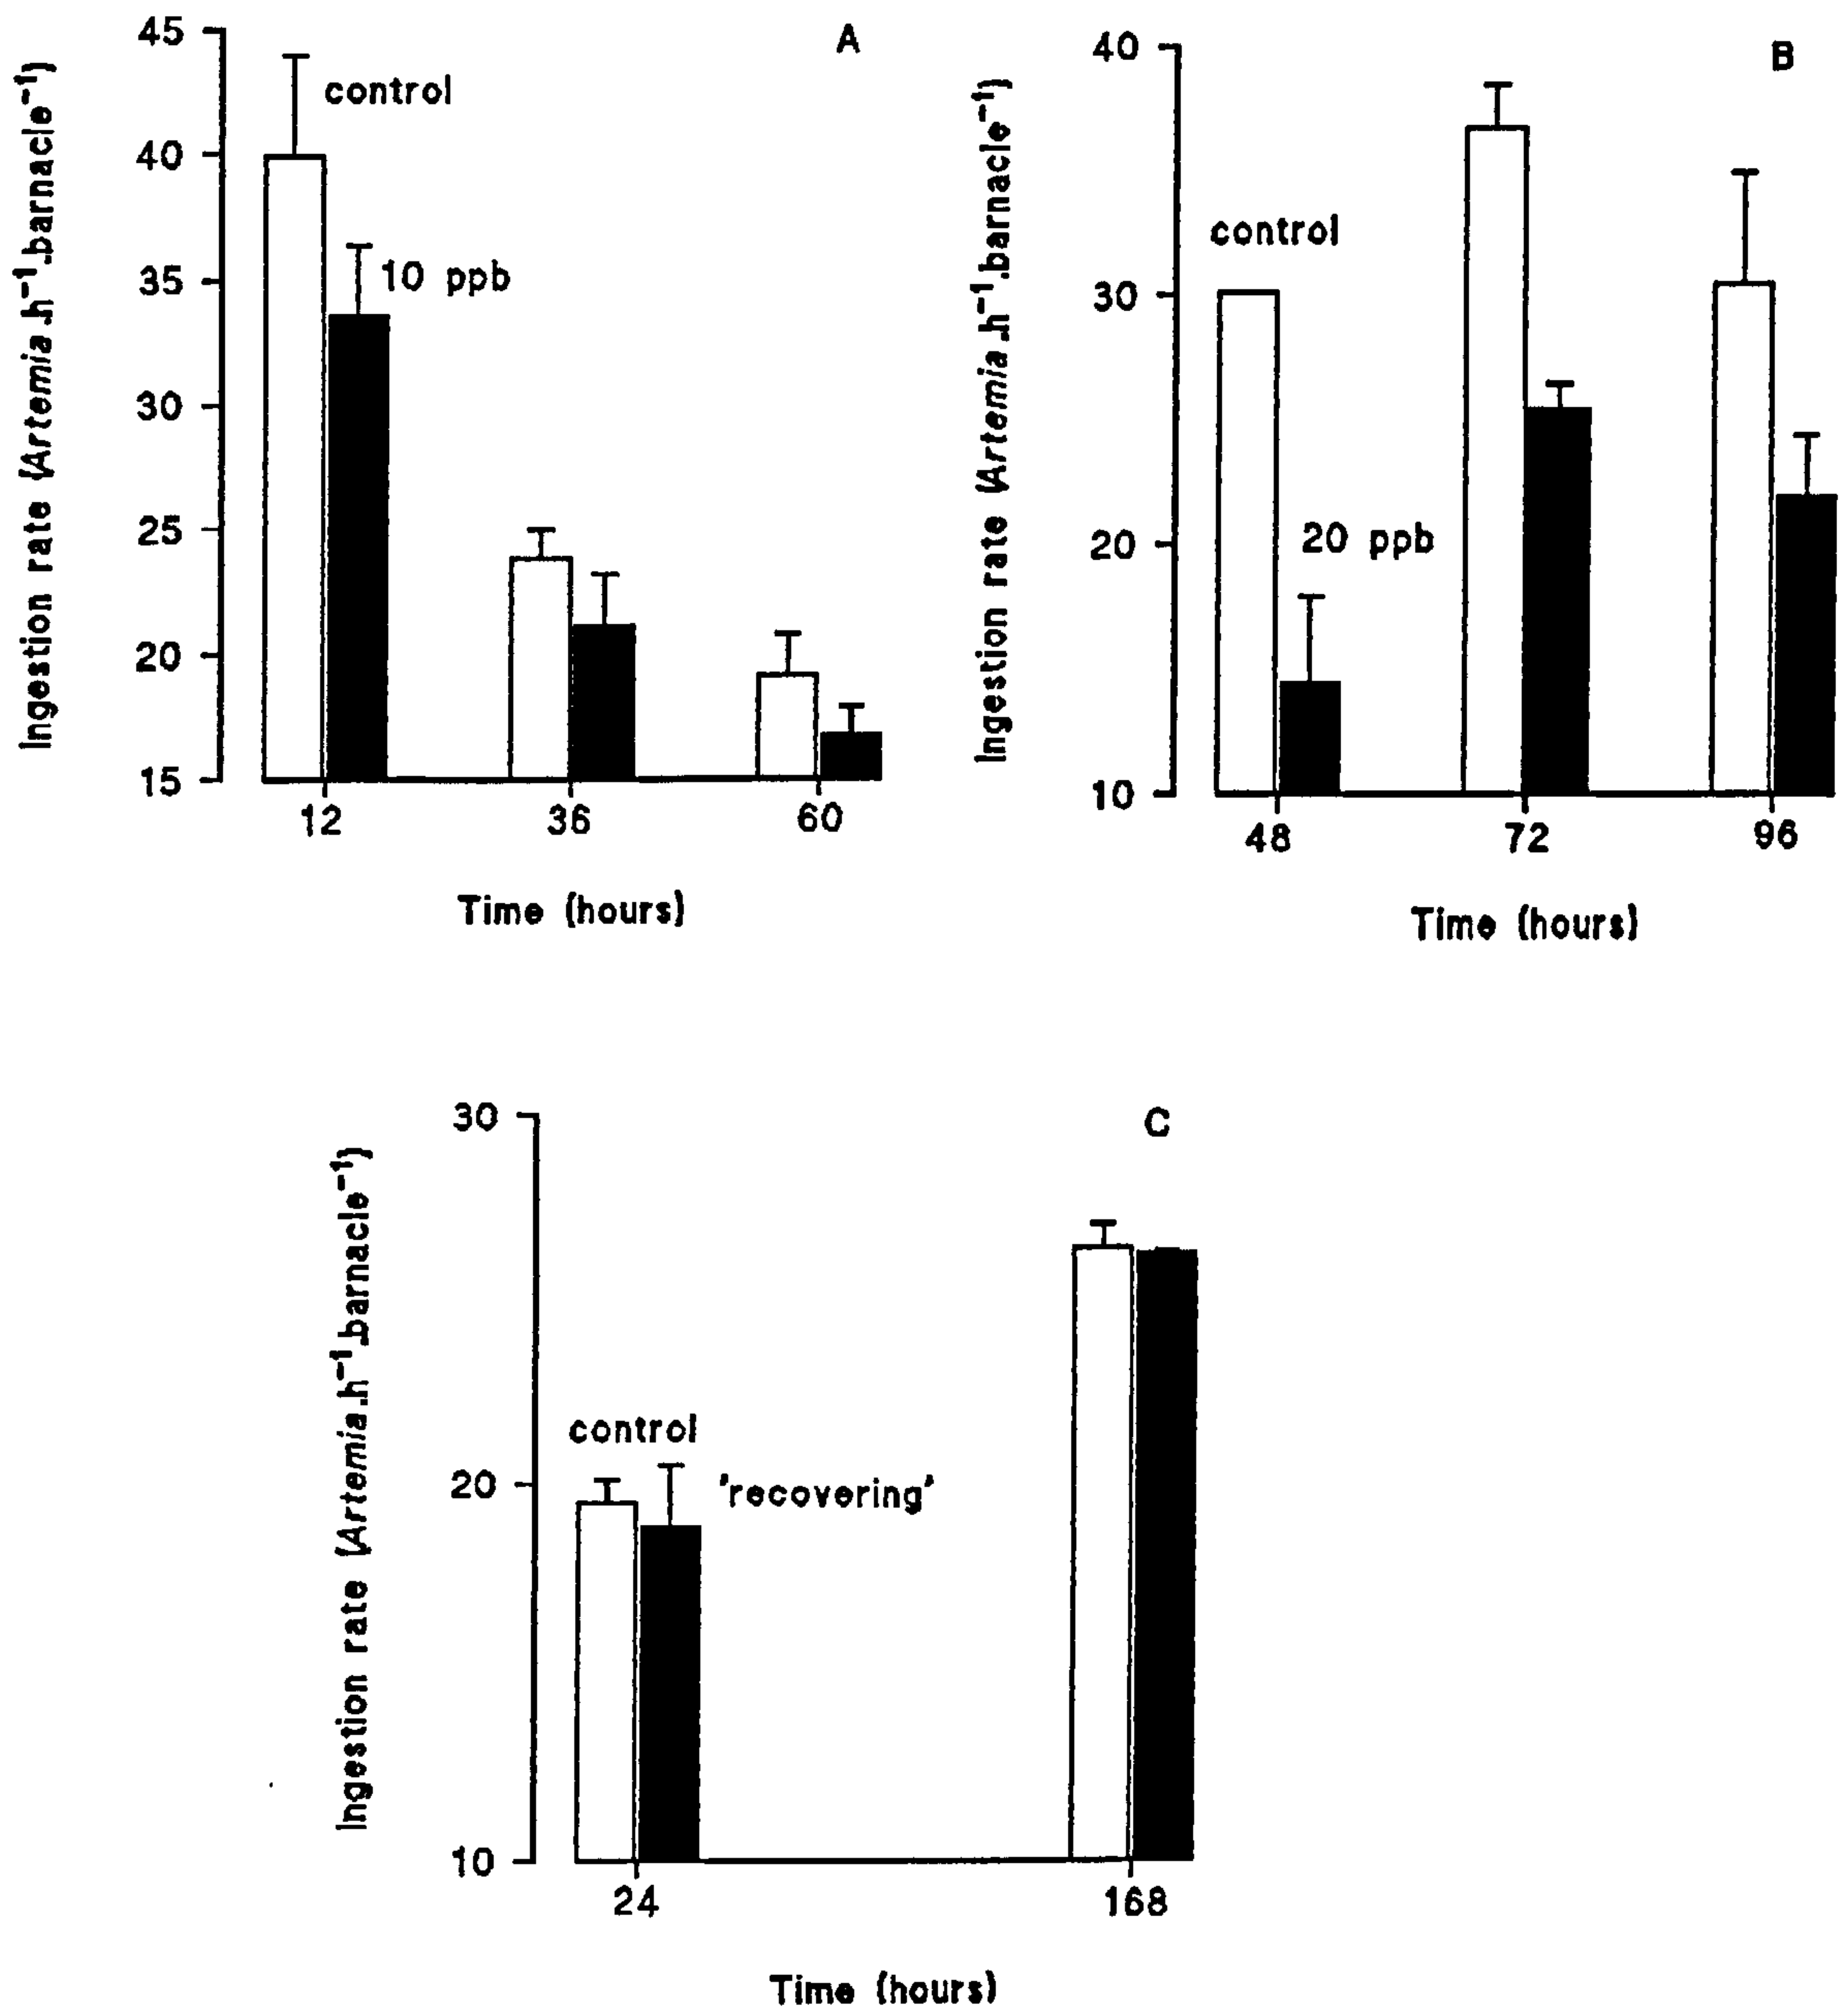 A
Ingestion rate (Artemia.h⁻¹.barnacle⁻¹)
45
40
35
30
25
20
15
control
10 ppb
12 36 60
Time (hours)
B
Ingestion rate (Artemia.h⁻¹.barnacle⁻¹)
40
30
20
10
control
20 ppb
48 72 96
Time (hours)
C
Ingestion rate (Artemia.h⁻¹.barnacle⁻¹)
30
20
10
control
'recovering'
24 168
Time (hours)